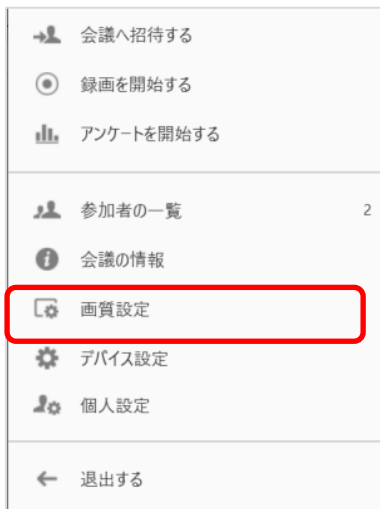 会議へ招待する
録画を開始する
アンケートを開始する
参加者の一覧 2
会議の情報
画質設定
デバイス設定
個人設定
退出する